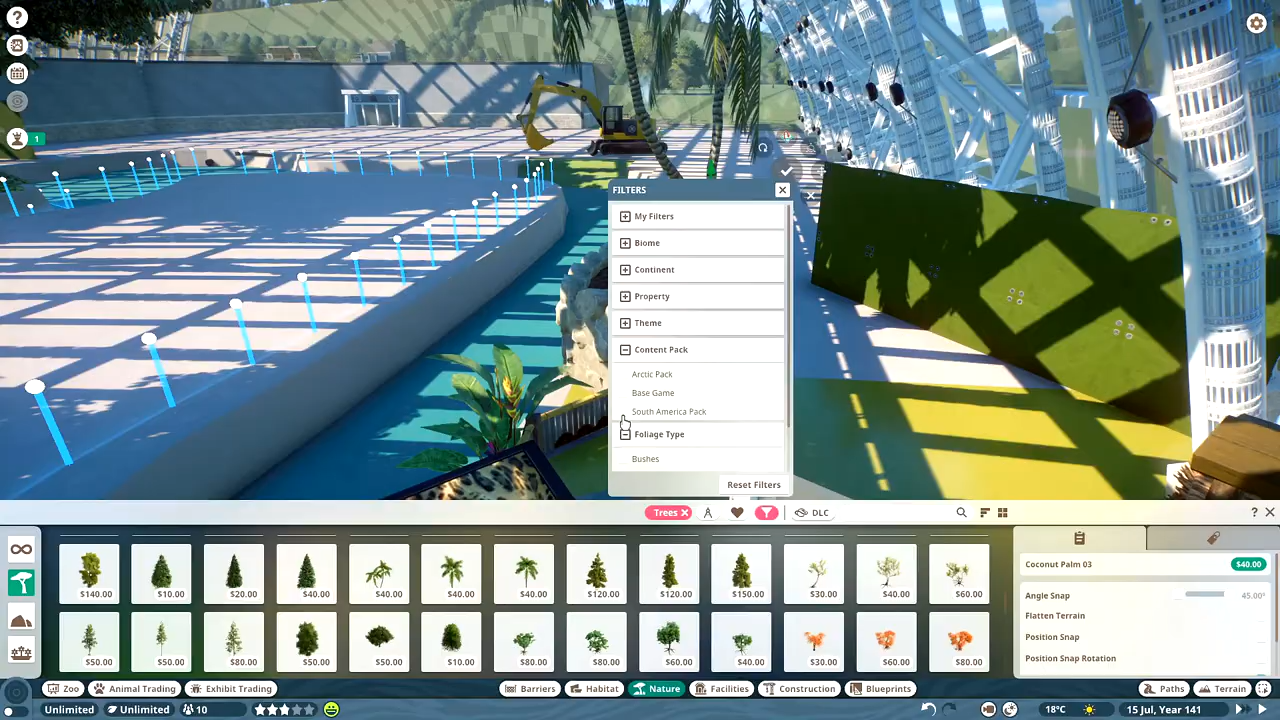 ?
1
FILTERS
My Filters
Biome
Continent
Property
Theme
Content Pack
Arctic Pack
Base Game
South America Pack
Foliage Type
Bushes
Reset Filters
Trees
DLC
?
$140.00 $10.00 $20.00 $40.00 $40.00 $40.00 $40.00 $120.00 $120.00 $150.00 $30.00 $40.00 $60.00
$50.00 $50.00 $80.00 $50.00 $50.00 $10.00 $80.00 $80.00 $60.00 $40.00 $30.00 $60.00 $80.00
Coconut Palm 03 $40.00
Angle Snap 45.00°
Flatten Terrain
Position Snap
Position Snap Rotation
Zoo Animal Trading Exhibit Trading Barriers Habitat Nature Facilities Construction Blueprints Paths Terrain
Unlimited Unlimited 10 18°C 15 Jul, Year 141